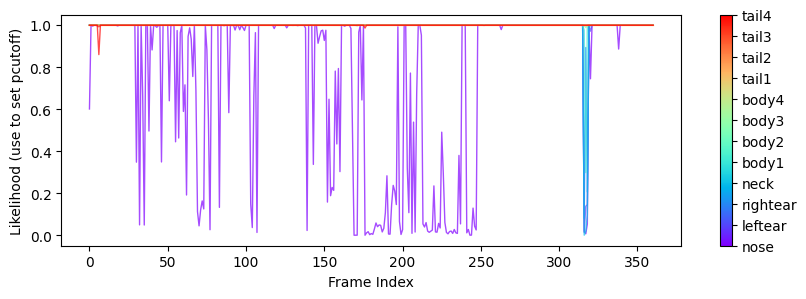 Likelihood (use to set pcutoff)
1.0
0.8
0.6
0.4
0.2
0.0
0 50 100 150 200 250 300 350
Frame Index
tail4
tail3
tail2
tail1
body4
body3
body2
body1
neck
rightear
leftear
nose